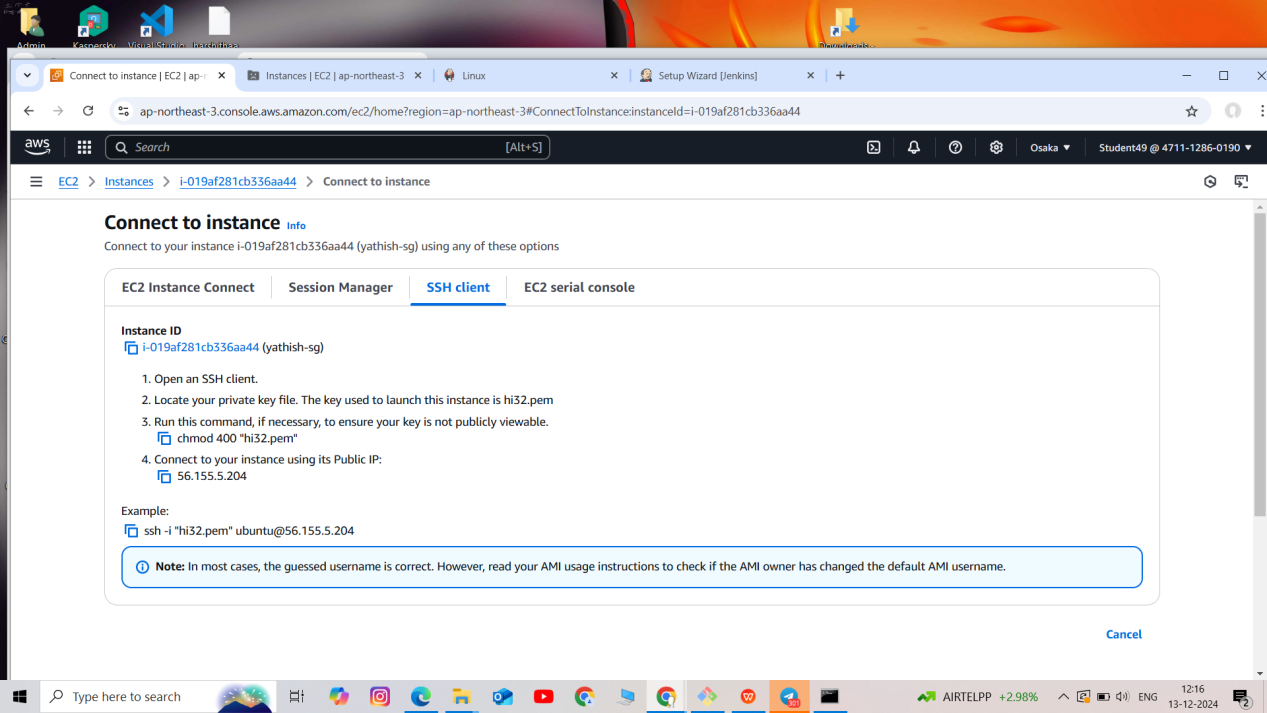 Admin
Kaspersky
Visual Studio
harshithaa
Downloads
Connect to instance | EC2 | ap-n
Instances | EC2 | ap-northeast-3
Linux
Setup Wizard [Jenkins]
ap-northeast-3.console.aws.amazon.com/ec2/home?region=ap-northeast-3#ConnectToInstance:instanceId=i-019af281cb336aa44
aws
Search
[Alt+S]
Osaka
Student49 @ 4711-1286-0190
EC2
Instances
i-019af281cb336aa44
Connect to instance
Connect to instance Info
Connect to your instance i-019af281cb336aa44 (yathish-sg) using any of these options
EC2 Instance Connect
Session Manager
SSH client
EC2 serial console
Instance ID
i-019af281cb336aa44 (yathish-sg)
1. Open an SSH client.
2. Locate your private key file. The key used to launch this instance is hi32.pem
3. Run this command, if necessary, to ensure your key is not publicly viewable.
chmod 400 "hi32.pem"
4. Connect to your instance using its Public IP:
56.155.5.204
Example:
ssh -i "hi32.pem" ubuntu@56.155.5.204
Note: In most cases, the guessed username is correct. However, read your AMI usage instructions to check if the AMI owner has changed the default AMI username.
Cancel
Type here to search
301
AIRTELPP +2.98%
ENG
12:16
13-12-2024
2